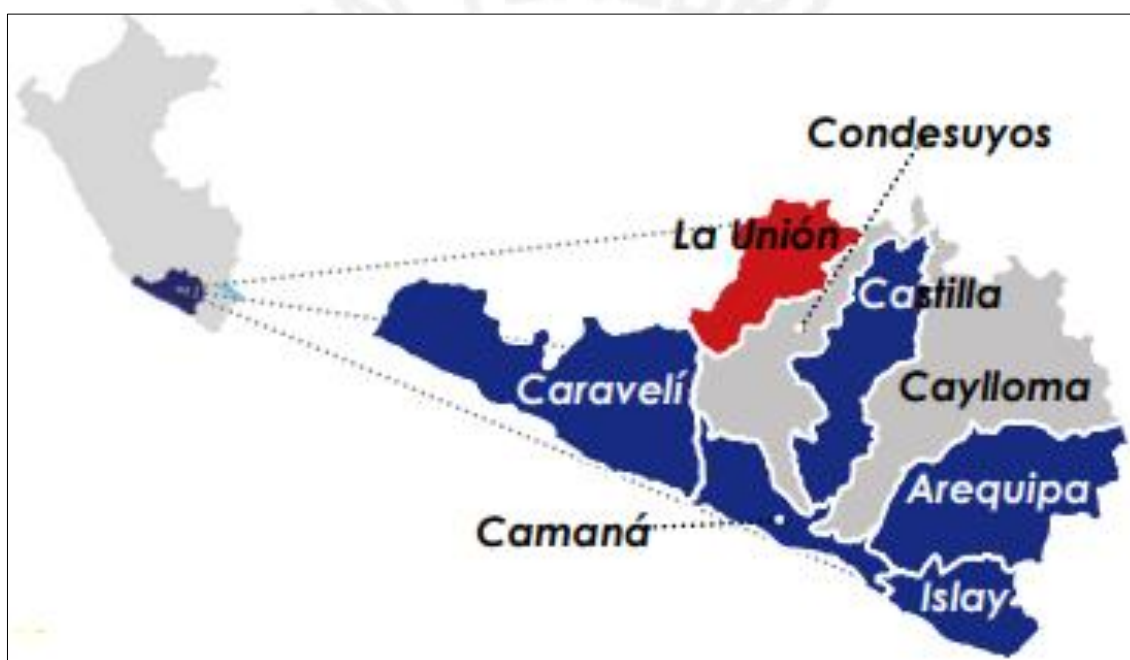 Condesuyos
La Unión
Castilla
Caravelí
Caylloma
Arequipa
Camaná
Islay